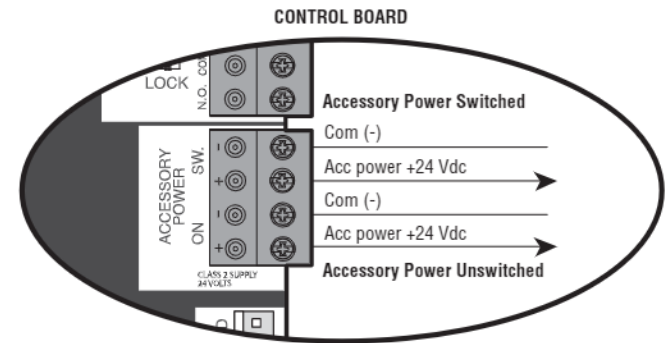 CONTROL BOARD
LOCK
N.O.
Accessory Power Switched
Com (-)
Acc power +24 Vdc
Com (-)
Acc power +24 Vdc
Accessory Power Unswitched
ACCESSORY
POWER
SW.
ON
-
+
-
+
CLASS 2 SUPPLY
24 VOLTS